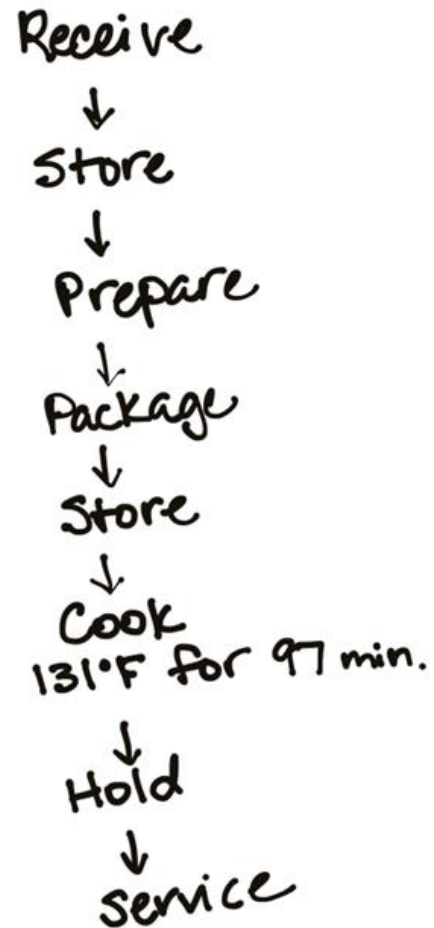 Receive
↓
Store
↓
Prepare
↓
Package
↓
Store
↓
Cook
131°F for 97 min.
↓
Hold
↓
Service